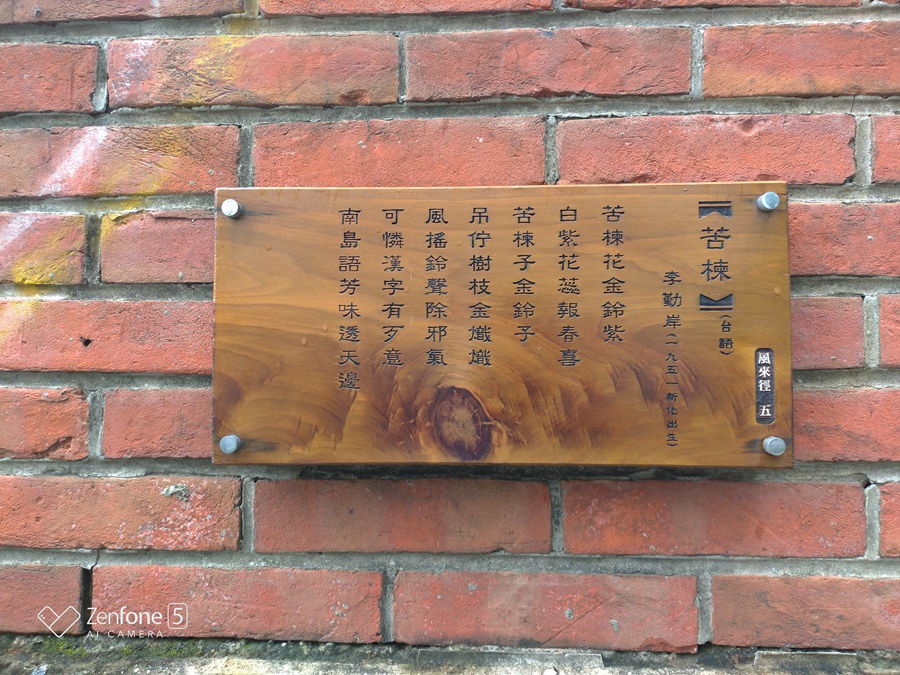 【苦楝】(台語)
李勤岸(一九五一新化出生)
苦楝花金鈴紫
白紫花蕊報春喜
苦楝子金鈴子
吊佇樹枝金熾熾
風搖鈴聲除邪氣
可憐漢字有歹意
南島語芳味透天邊
風來徑 五
Zenfone 5
AI CAMERA